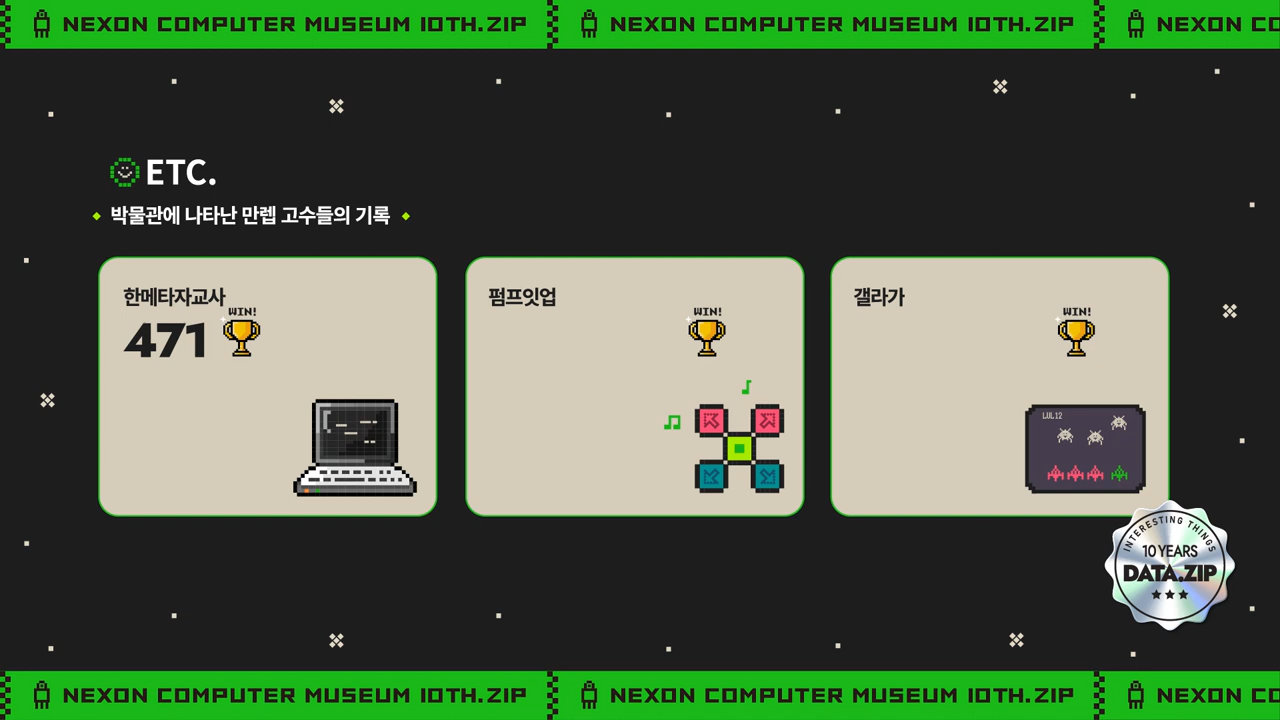 NEXON COMPUTER MUSEUM 10TH.ZIP
NEXON COMPUTER MUSEUM 10TH.ZIP
NEXON CO
ETC.
박물관에 나타난 만렙 고수들의 기록
한메타자교사
WIN!
471
펌프잇업
WIN!
갤라가
WIN!
LVL12
INTERESTING THINGS
10 YEARS
DATA.ZIP
NEXON COMPUTER MUSEUM 10TH.ZIP
NEXON COMPUTER MUSEUM 10TH.ZIP
NEXON CO